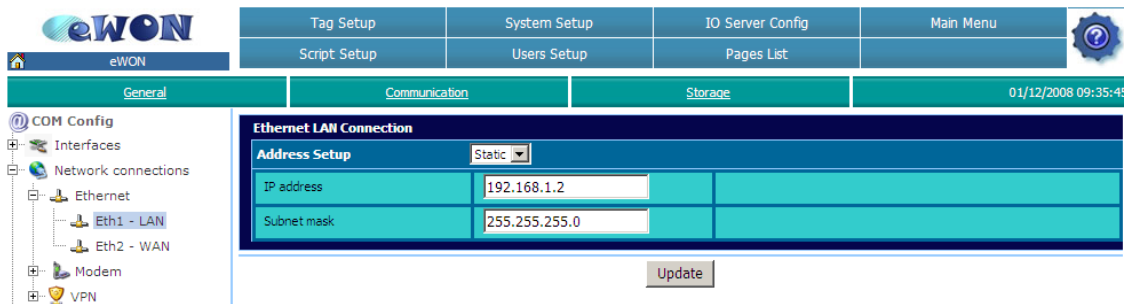 eWON
Tag Setup
System Setup
IO Server Config
Main Menu
eWON
Script Setup
Users Setup
Pages List
General
Communication
Storage
01/12/2008 09:35:45
COM Config
Interfaces
Network connections
Ethernet
Eth1 - LAN
Eth2 - WAN
Modem
VPN
Ethernet LAN Connection
Address Setup
Static
IP address
192.168.1.2
Subnet mask
255.255.255.0
Update